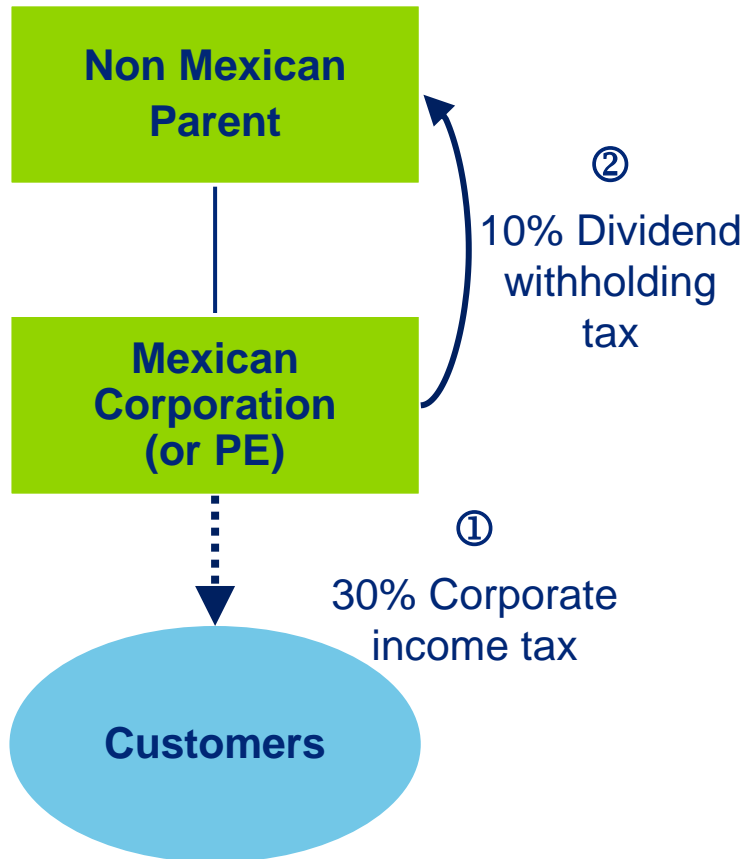 Non Mexican
Parent
②
10% Dividend
withholding
tax
Mexican
Corporation
(or PE)
①
30% Corporate
income tax
Customers